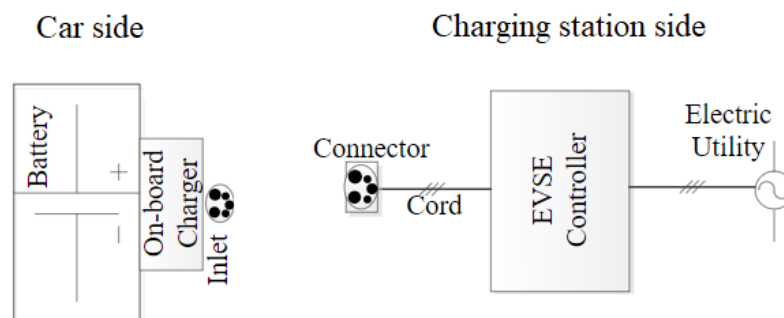 Car side
Charging station side
Battery
+
−
On-board
Charger
Inlet
Connector
Cord
EVSE
Controller
Electric
Utility